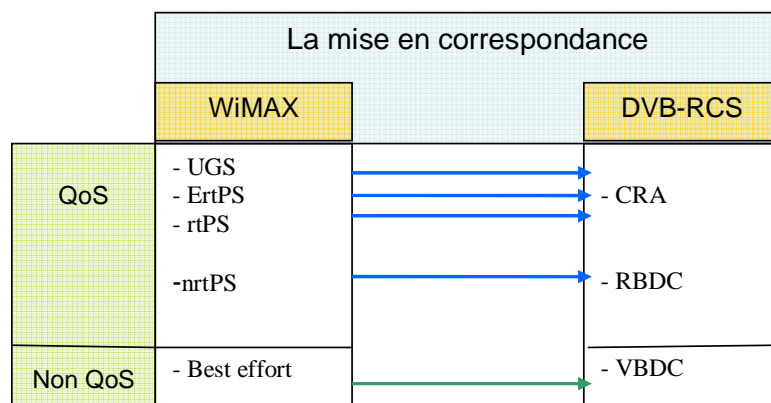 La mise en correspondance
WiMAX
DVB-RCS
QoS
- UGS
- ErtPS
- rtPS
-nrtPS
- CRA
- RBDC
Non QoS
- Best effort
- VBDC